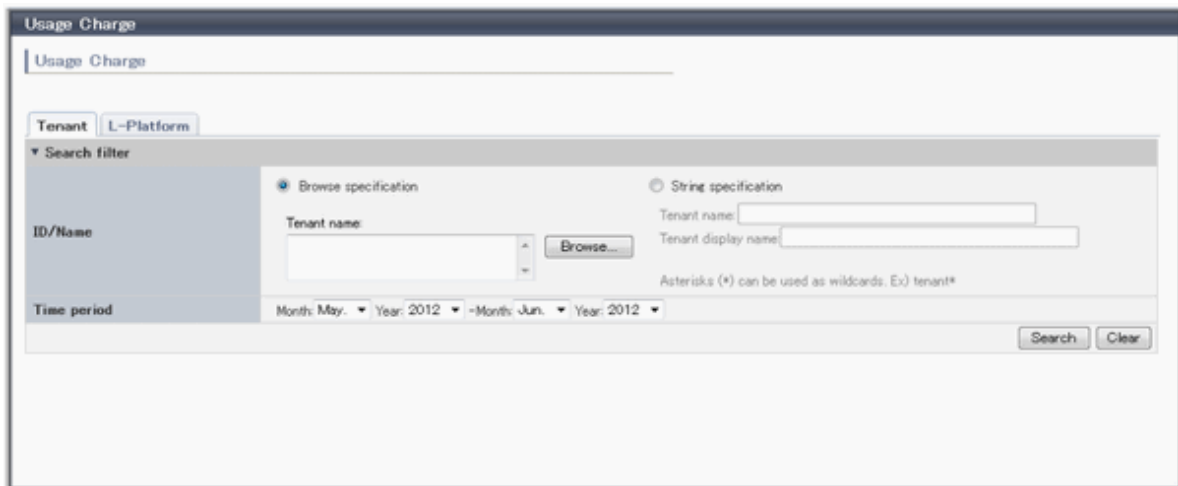 Usage Charge
Usage Charge
Tenant L-Platform
▼ Search filter
ID/Name
Browse specification
Tenant name:
Browse...
String specification
Tenant name:
Tenant display name:
Asterisks (*) can be used as wildcards. Ex) tenant*
Time period
Month: May. Year: 2012 -Month: Jun. Year: 2012
Search Clear